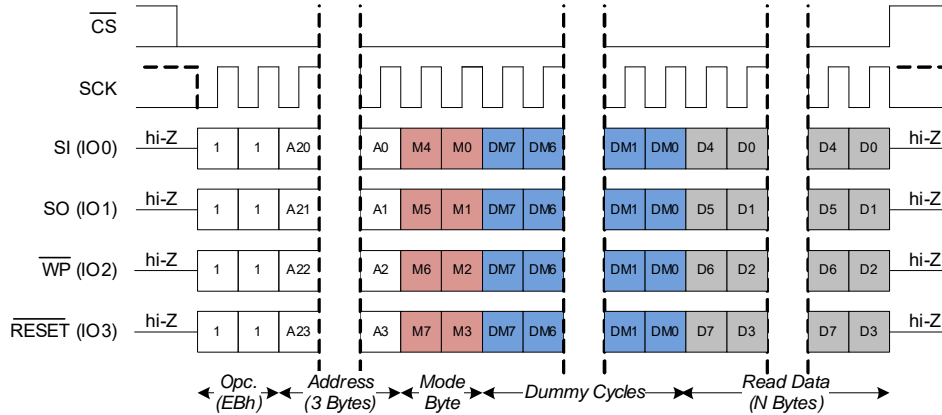 CS
SCK
SI (IO0) hi-Z 1 1 A20 A0 M4 M0 DM7 DM6 DM1 DM0 D4 D0 D4 D0 hi-Z
SO (IO1) hi-Z 1 1 A21 A1 M5 M1 DM7 DM6 DM1 DM0 D5 D1 D5 D1 hi-Z
WP (IO2) hi-Z 1 1 A22 A2 M6 M2 DM7 DM6 DM1 DM0 D6 D2 D6 D2 hi-Z
RESET (IO3) hi-Z 1 1 A23 A3 M7 M3 DM7 DM6 DM1 DM0 D7 D3 D7 D3 hi-Z
Opc. Address Mode Dummy Cycles Read Data
(EBh) (3 Bytes) Byte (N Bytes)